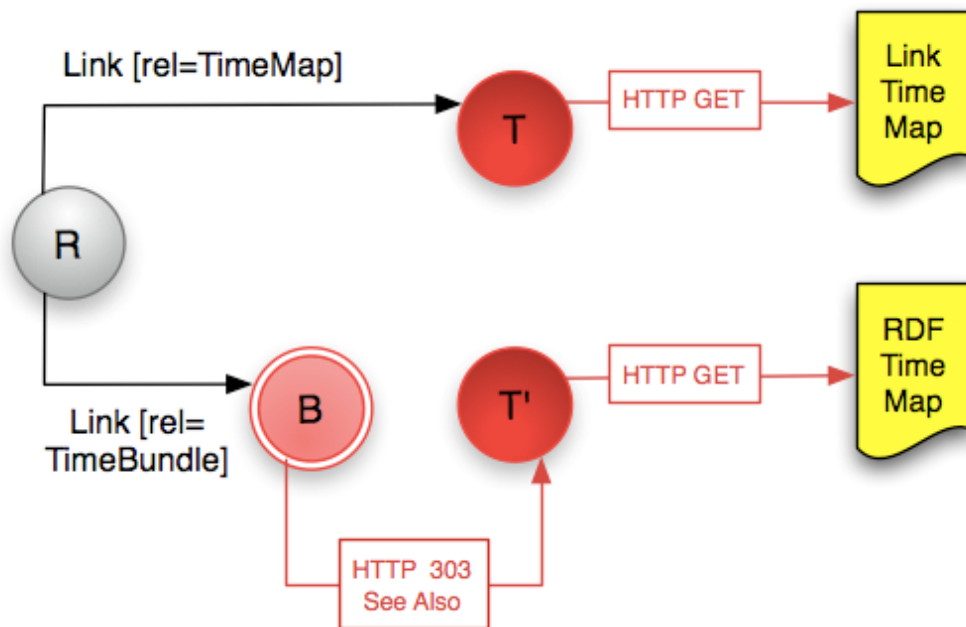 Link [rel=TimeMap]
T
HTTP GET
Link
Time
Map
R
Link [rel=
TimeBundle]
B
T'
HTTP GET
RDF
Time
Map
HTTP 303
See Also